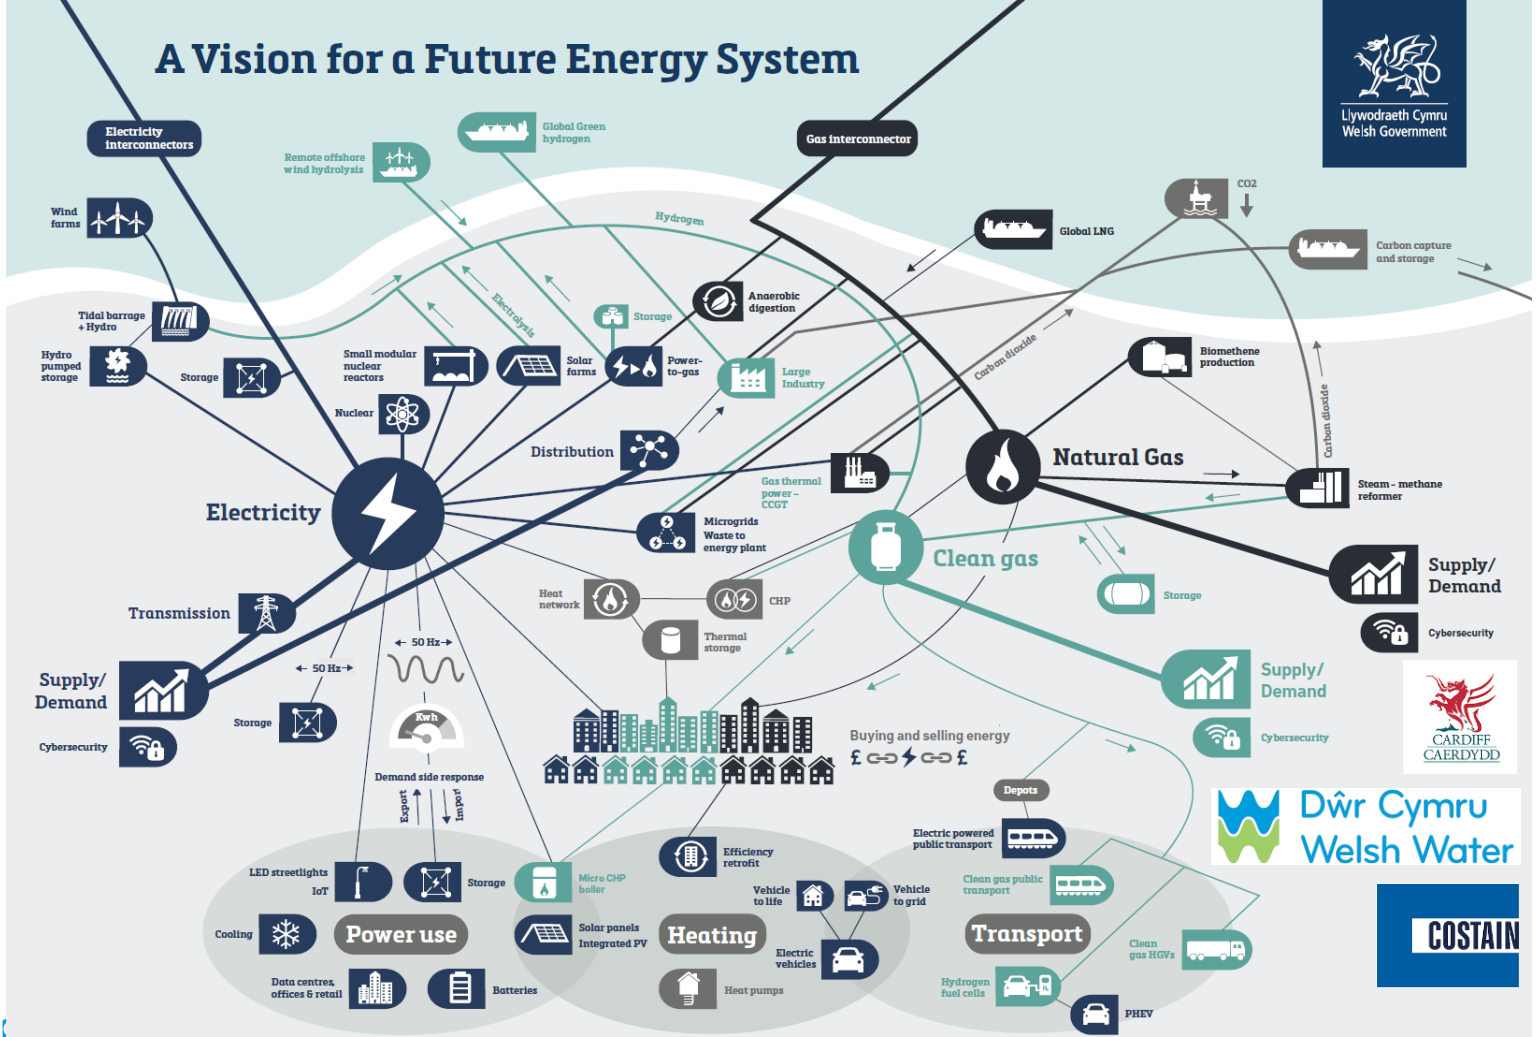 A Vision for a Future Energy System
Llywodraeth Cymru
Welsh Government
Electricity
interconnectors
Global Green
hydrogen
Gas interconnector
Remote offshore
wind hydrolysis
CO2
Wind
farms
Hydrogen
Global LNG
Carbon capture
and storage
Electrolysis
Anaerobic
digestion
Tidal barrage
+ Hydro
Storage
Hydro
pumped
storage
Storage
Small modular
nuclear
reactors
Solar
farms
Power-
to-gas
Large
Industry
Carbon dioxide
Biomethene
production
Carbon dioxide
Nuclear
Distribution
Natural Gas
Gas thermal
power –
CCGT
Steam - methane
reformer
Electricity
Microgrids
Waste to
energy plant
Clean gas
Supply/
Demand
Heat
network
CHP
Storage
Transmission
Thermal
storage
Cybersecurity
50 Hz
50 Hz
Supply/
Demand
Supply/
Demand
Storage
Kwh
Cybersecurity
Buying and selling energy
£ £
Cybersecurity
CARDIFF
CAERDYDD
Demand side response
Export
Import
Depots
Dŵr Cymru
Welsh Water
Electric powered
public transport
Efficiency
retrofit
LED streetlights
IoT
Storage
Micro CHP
boiler
Vehicle
to life
Vehicle
to grid
Clean gas public
transport
Cooling
Power use
Solar panels
Integrated PV
Heating
Transport
Electric
vehicles
Clean
gas HGVs
COSTAIN
Data centres,
offices & retail
Batteries
Heat pumps
Hydrogen
fuel cells
PHEV